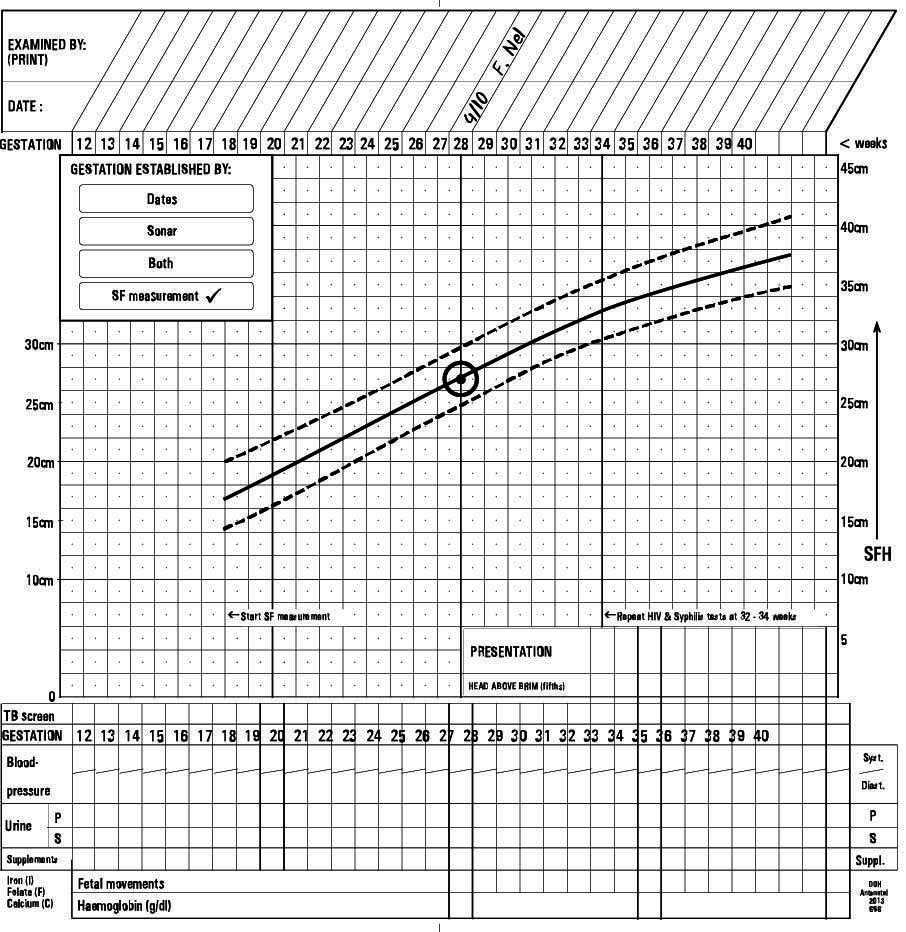 EXAMINED BY:
(PRINT)
F. Nel
DATE :
4/10
GESTATION 12 13 14 15 16 17 18 19 20 21 22 23 24 25 26 27 28 29 30 31 32 33 34 35 36 37 38 39 40 < weeks
GESTATION ESTABLISHED BY:
Dates
Sonar
Both
SF measurement ✓
45cm
40cm
35cm
30cm 30cm
25cm 25cm
20cm 20cm
15cm 15cm
SFH
10cm 10cm
←Start SF measurement ←Repeat HIV & Syphilis tests at 32 - 34 weeks
5
PRESENTATION
HEAD ABOVE BRIM (fifths)
0
TB screen
GESTATION 12 13 14 15 16 17 18 19 20 21 22 23 24 25 26 27 28 29 30 31 32 33 34 35 36 37 38 39 40
Blood-
pressure
Syst.
Diast.
Urine P P
S S
Supplements Suppl.
Iron (I)
Folate (F)
Calcium (C)
Fetal movements
Haemoglobin (g/dl)
DOH
Antenatal
2013